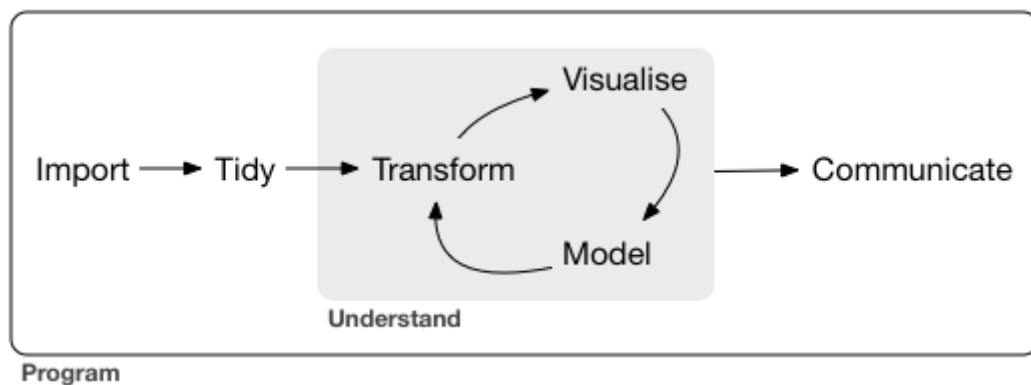 Visualise
Import
Tidy
Transform
Communicate
Model
Understand
Program